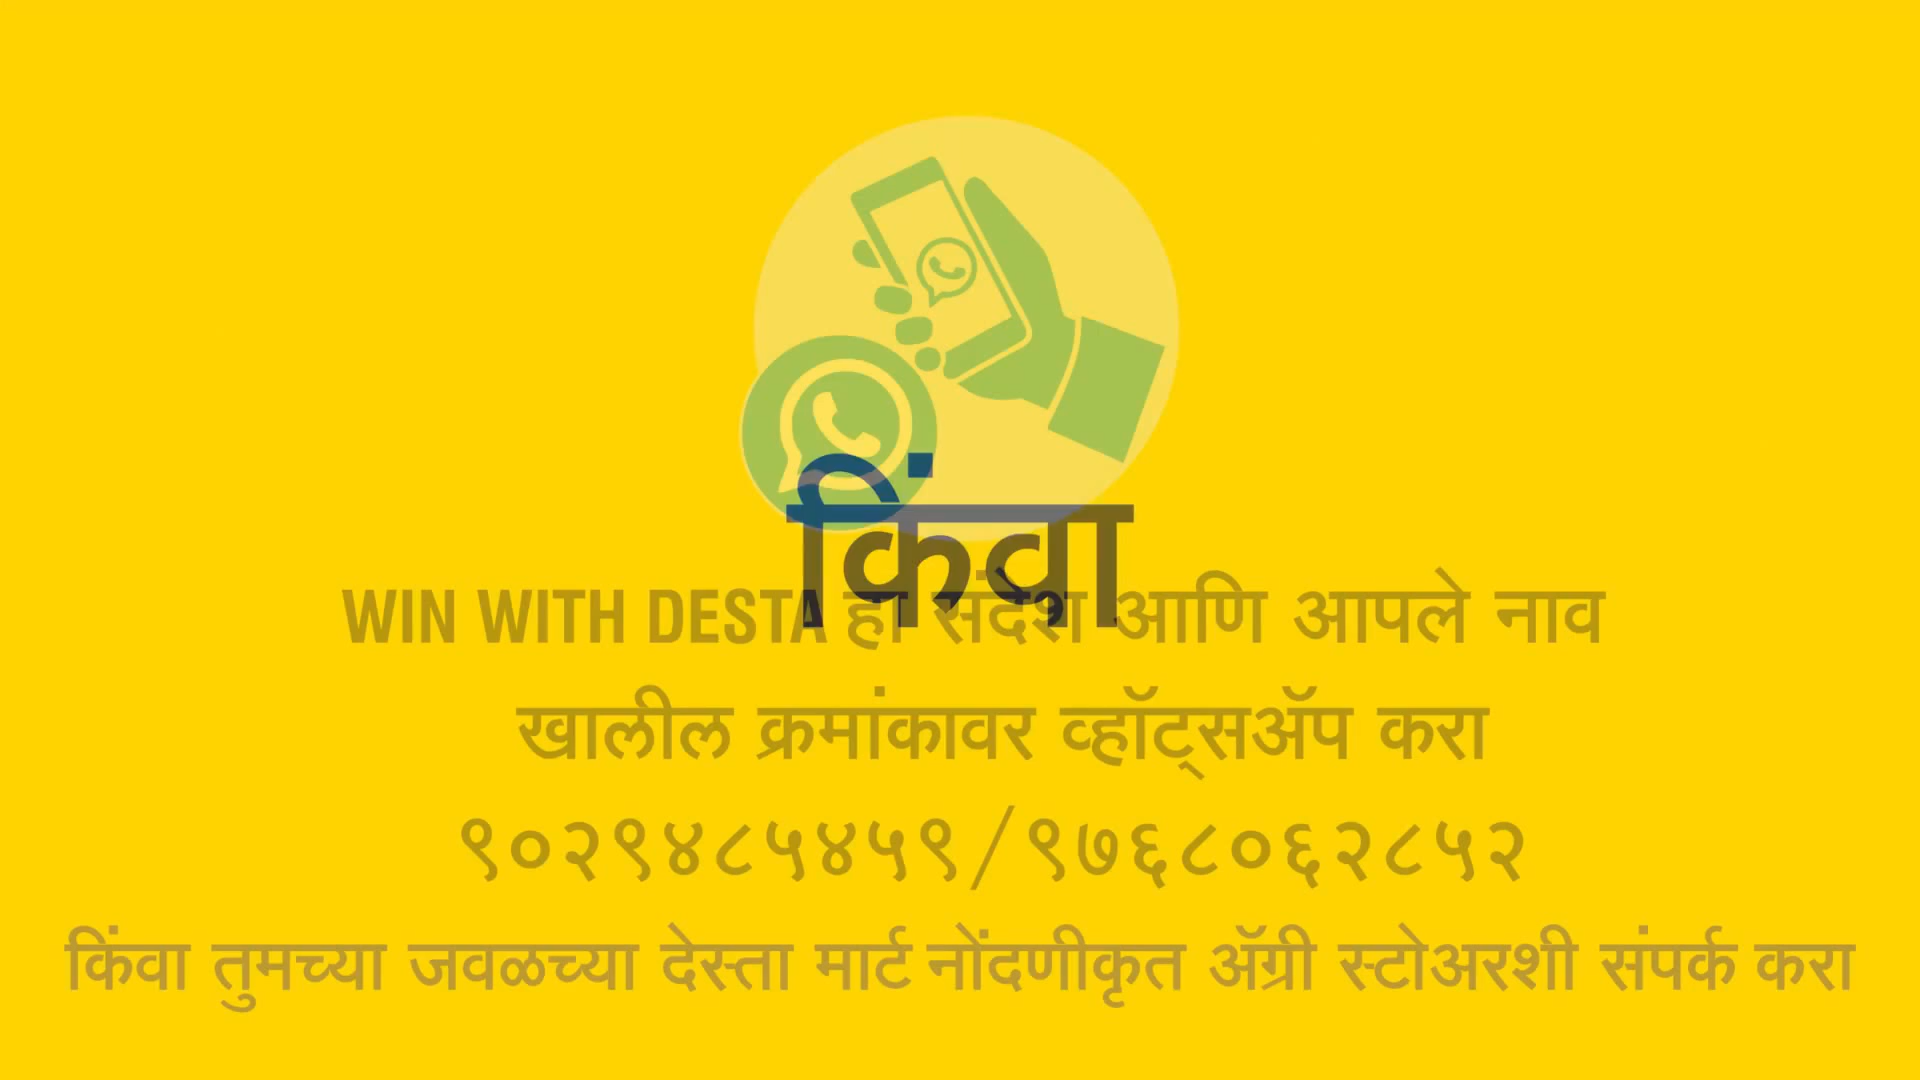 किंवा
WIN WITH DESTA हा संदेश आणि आपले नाव
खालील क्रमांकावर व्हॉट्सॲप करा
९०२९४८५४५९/९७६८०६२८५२
किंवा तुमच्या जवळच्या देस्ता मार्ट नोंदणीकृत ॲग्री स्टोअरशी संपर्क करा